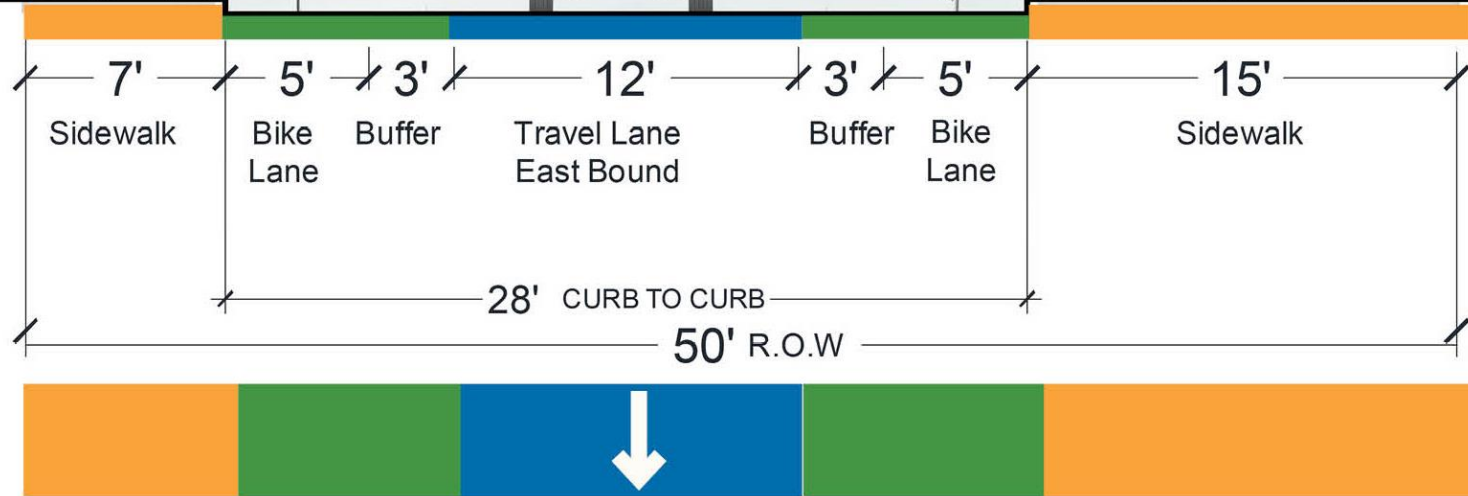 7' 5' 3' 12' 3' 5' 15'
Sidewalk Bike Buffer Travel Lane Buffer Bike Sidewalk
Lane East Bound Lane
28' CURB TO CURB
50' R.O.W